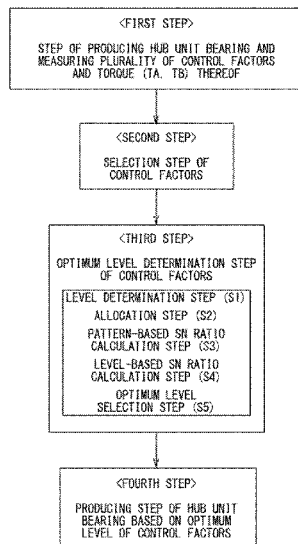 <FIRST STEP>
STEP OF PRODUCING HUB UNIT BEARING AND
MEASURING PLURALITY OF CONTROL FACTORS
AND TORQUE (TA, TB) THEREOF
<SECOND STEP>
SELECTION STEP OF
CONTROL FACTORS
<THIRD STEP>
OPTIMUM LEVEL DETERMINATION STEP
OF CONTROL FACTORS
LEVEL DETERMINATION STEP (S1)
ALLOCATION STEP (S2)
PATTERN-BASED SN RATIO
CALCULATION STEP (S3)
LEVEL-BASED SN RATIO
CALCULATION STEP (S4)
OPTIMUM LEVEL
SELECTION STEP (S5)
<FOURTH STEP>
PRODUCING STEP OF HUB UNIT
BEARING BASED ON OPTIMUM
LEVEL OF CONTROL FACTORS